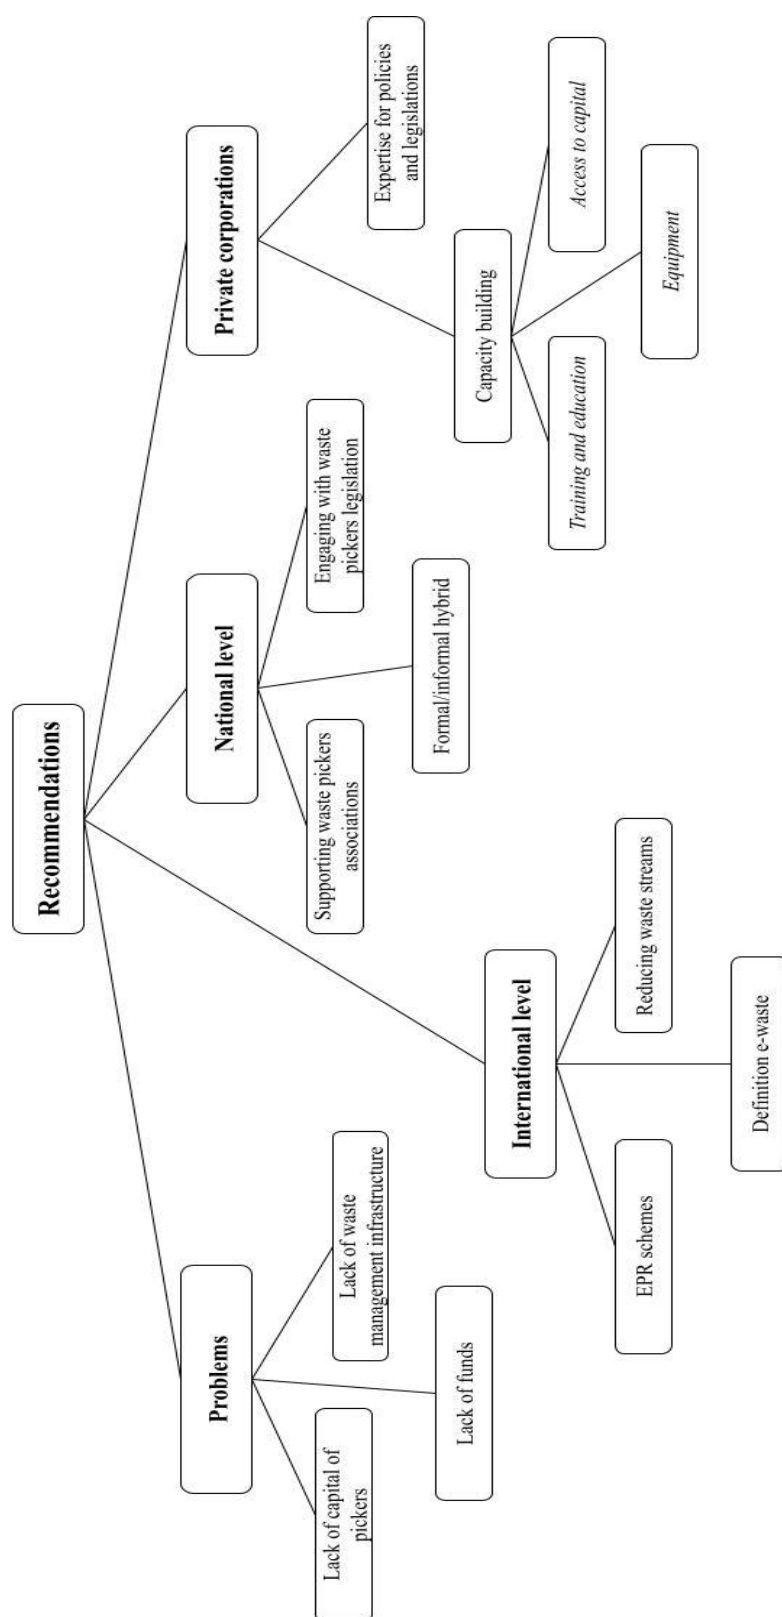 Recommendations
Problems
International level
National level
Private corporations
Lack of capital of
pickers
Lack of funds
Lack of waste
management infrastructure
EPR schemes
Definition e-waste
Reducing waste streams
Supporting waste pickers
associations
Formal/informal hybrid
Engaging with waste
pickers legislation
Capacity building
Expertise for policies
and legislations
Training and education
Equipment
Access to capital